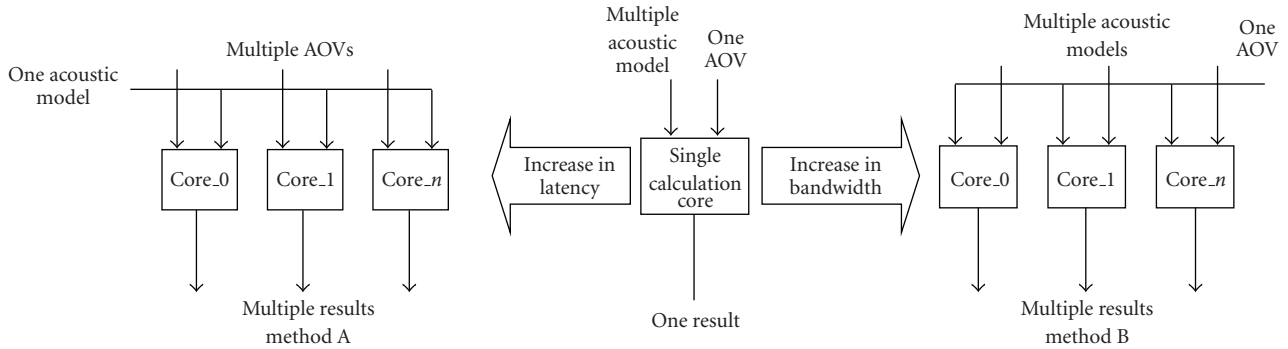 Multiple AOVs
One acoustic
model
Core_0
Core_1
Core_n
Multiple results
method A
Increase in
latency
Multiple
acoustic
model
One
AOV
Single
calculation
core
One result
Increase in
bandwidth
Multiple acoustic
models
One
AOV
Core_0
Core_1
Core_n
Multiple results
method B